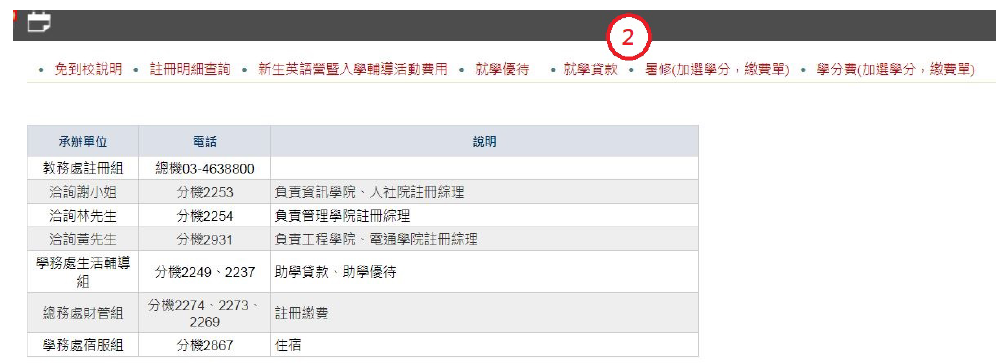 2
• 免到校說明 • 註冊明細查詢 • 新生英語營暨入學輔導活動費用 • 就學優待 • 就學貸款 • 暑修(加選學分，繳費單) • 學分費(加選學分，繳費單)
承辦單位 電話 說明
教務處註冊組 總機03-4638800
洽詢謝小姐 分機2253 負責資訊學院、人社院註冊綜理
洽詢林先生 分機2254 負責管理學院註冊綜理
洽詢黃先生 分機2931 負責工程學院、電通學院註冊綜理
學務處生活輔導組 分機2249、2237 助學貸款、助學優待
總務處財管組 分機2274、2273、2269 註冊繳費
學務處宿服組 分機2867 住宿